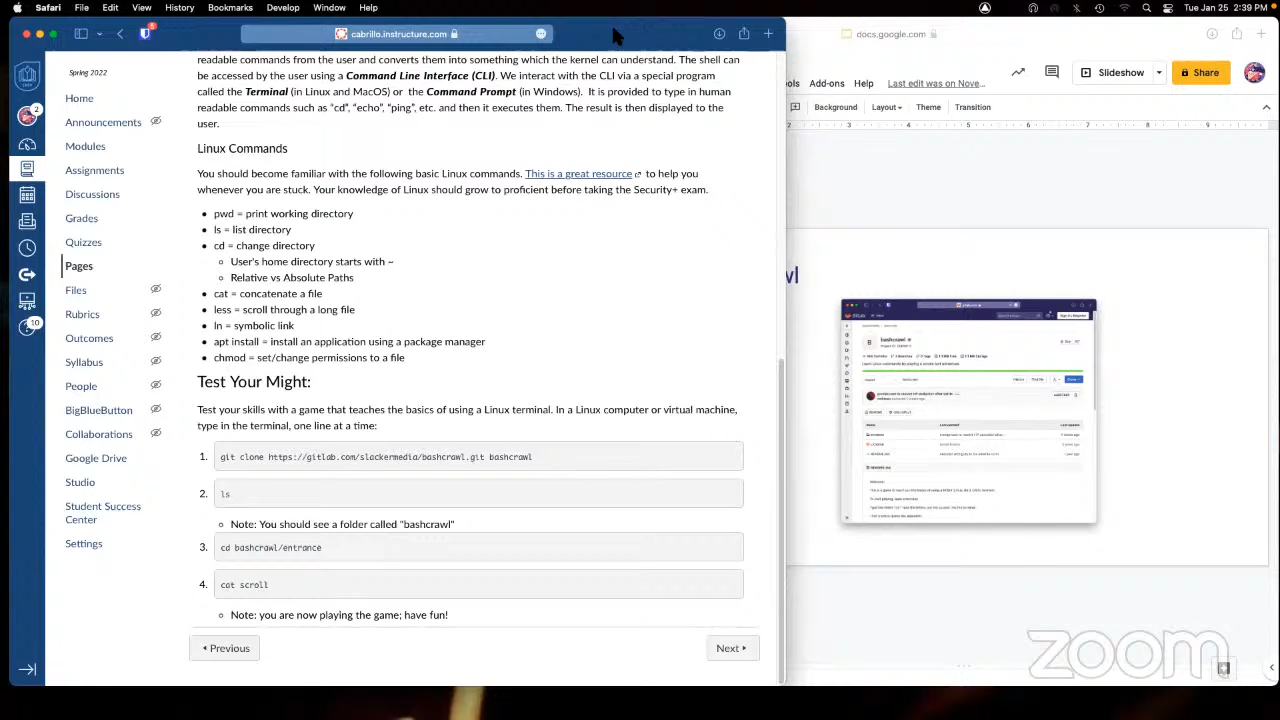 Safari File Edit View History Bookmarks Develop Window Help
Tue Jan 25 2:39 PM
cabrillo.instructure.com
Spring 2022
Home
Announcements
Modules
Assignments
Discussions
Grades
Quizzes
Pages
Files
Rubrics
Outcomes
Syllabus
People
BigBlueButton
Collaborations
Google Drive
Studio
Student Success
Center
Settings
2
10
readable commands from the user and converts them into something which the kernel can understand. The shell can
be accessed by the user using a Command Line Interface (CLI). We interact with the CLI via a special program
called the Terminal (in Linux and MacOS) or the Command Prompt (in Windows). It is provided to type in human
readable commands such as "cd", "echo", "ping", etc. and then it executes them. The result is then displayed to the
user.
Linux Commands
You should become familiar with the following basic Linux commands. This is a great resource to help you
whenever you are stuck. Your knowledge of Linux should grow to proficient before taking the Security+ exam.
pwd = print working directory
ls = list directory
cd = change directory
User's home directory starts with ~
Relative vs Absolute Paths
cat = concatenate a file
less = scroll through a long file
ln = symbolic link
apt install = install an application using a package manager
chmod = set/change permissions to a file
Test Your Might:
Test your skills with a game that teaches the basics of using a Linux terminal. In a Linux computer or virtual machine,
type in the terminal, one line at a time:
1. git clone https://gitlab.com/slackermedia/bashcrawl.git bashcrawl
2. ls
Note: You should see a folder called "bashcrawl"
3. cd bashcrawl/entrance
4. cat scroll
Note: you are now playing the game; have fun!
Previous
Next
docs.google.com
ols Add-ons Help Last edit was on Nove...
Slideshow
Share
Background Layout Theme Transition
2 3 4 5 6 7 8 9
wl
bashcrawl
zoom